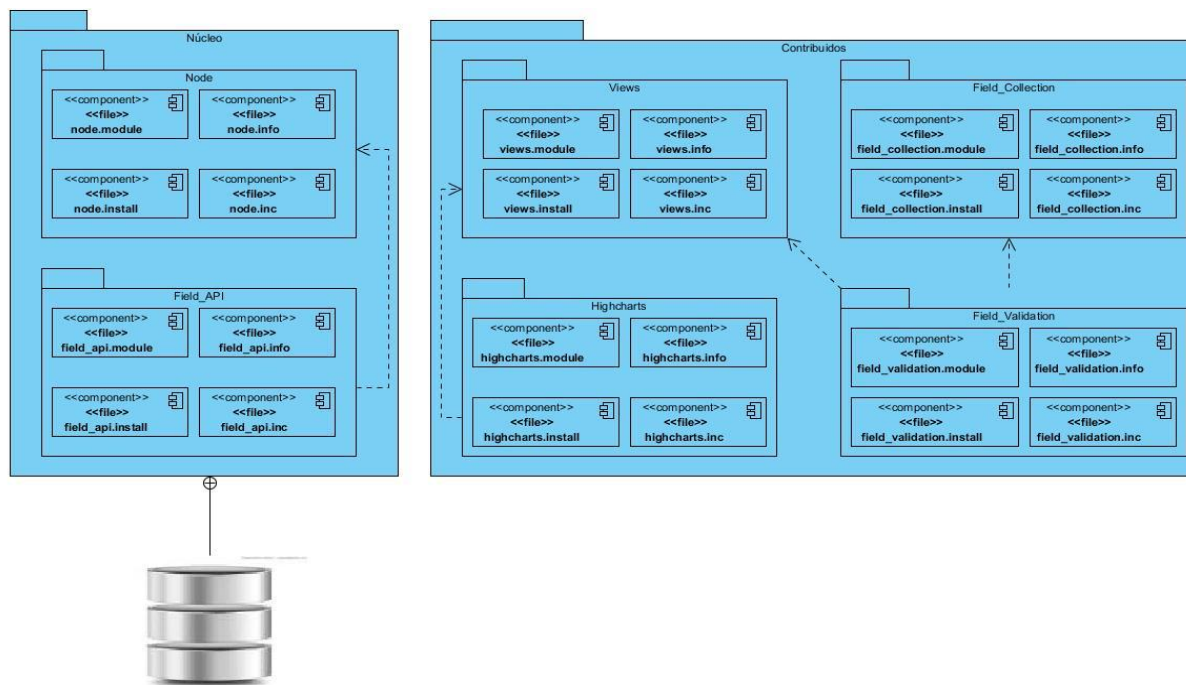 Núcleo
Node
<<component>>
<<file>>
node.module
<<component>>
<<file>>
node.info
<<component>>
<<file>>
node.install
<<component>>
<<file>>
node.inc
Field_API
<<component>>
<<file>>
field_api.module
<<component>>
<<file>>
field_api.info
<<component>>
<<file>>
field_api.install
<<component>>
<<file>>
field_api.inc
Contribuidos
Views
<<component>>
<<file>>
views.module
<<component>>
<<file>>
views.info
<<component>>
<<file>>
views.install
<<component>>
<<file>>
views.inc
Field_Collection
<<component>>
<<file>>
field_collection.module
<<component>>
<<file>>
field_collection.info
<<component>>
<<file>>
field_collection.install
<<component>>
<<file>>
field_collection.inc
Highcharts
<<component>>
<<file>>
highcharts.module
<<component>>
<<file>>
highcharts.info
<<component>>
<<file>>
highcharts.install
<<component>>
<<file>>
highcharts.inc
Field_Validation
<<component>>
<<file>>
field_validation.module
<<component>>
<<file>>
field_validation.info
<<component>>
<<file>>
field_validation.install
<<component>>
<<file>>
field_validation.inc